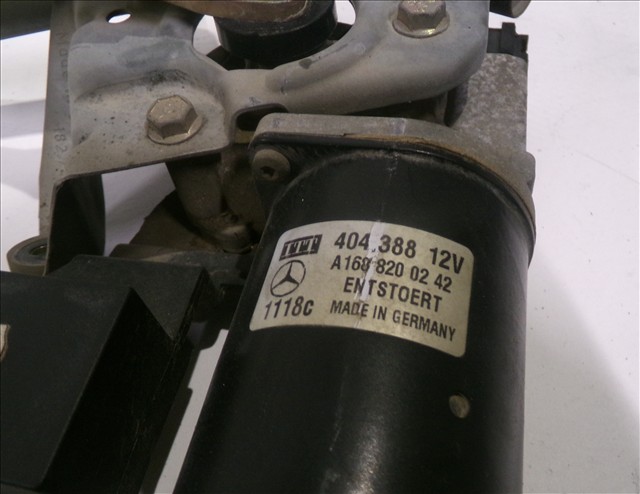 ITT 404.388 12V
A168 820 02 42
ENTSTOERT
1118c MADE IN GERMANY